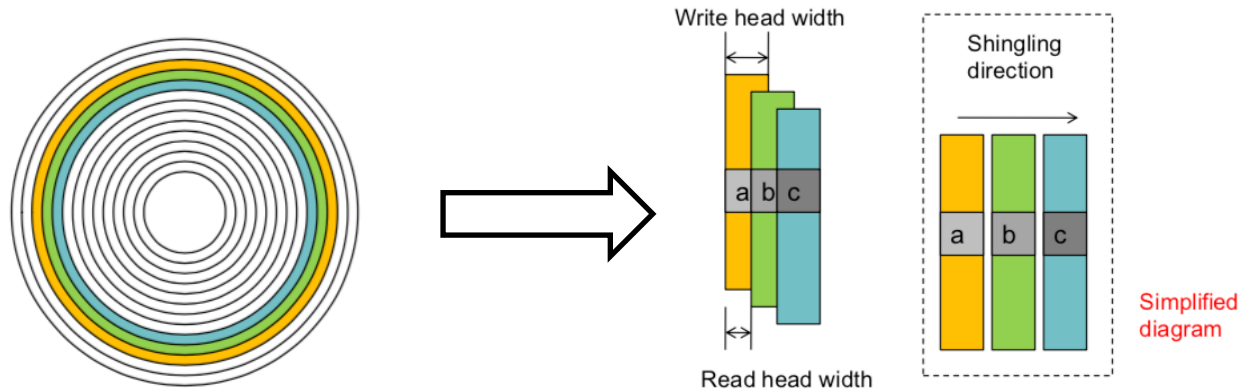 Write head width
a b c
Read head width
Shingling
direction
a b c
Simplified
diagram